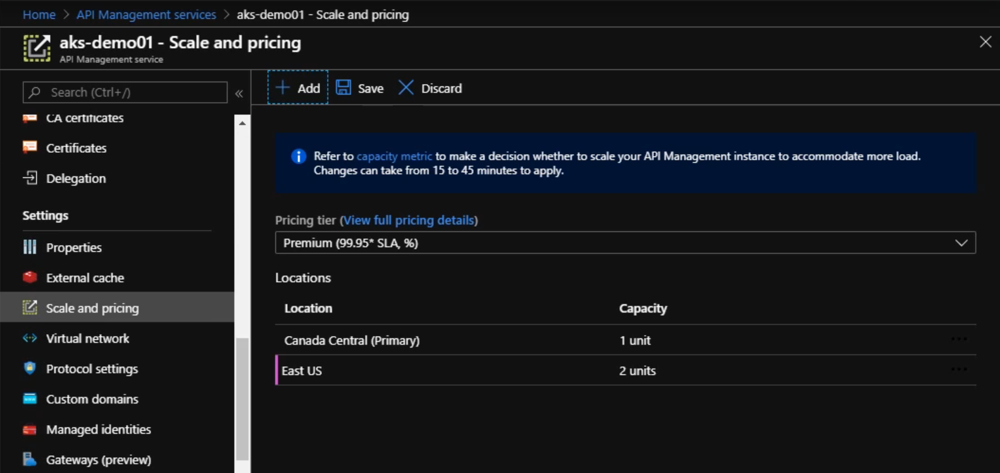 Home > API Management services > aks-demo01 - Scale and pricing
aks-demo01 - Scale and pricing
API Management service
Search (Ctrl+/)
«
CA certificates
Certificates
Delegation
Settings
Properties
External cache
Scale and pricing
Virtual network
Protocol settings
Custom domains
Managed identities
Gateways (preview)
Add Save Discard
Refer to capacity metric to make a decision whether to scale your API Management instance to accommodate more load.
Changes can take from 15 to 45 minutes to apply.
Pricing tier (View full pricing details)
Premium (99.95* SLA, %)
Locations
Location Capacity
Canada Central (Primary) 1 unit ...
East US 2 units ...